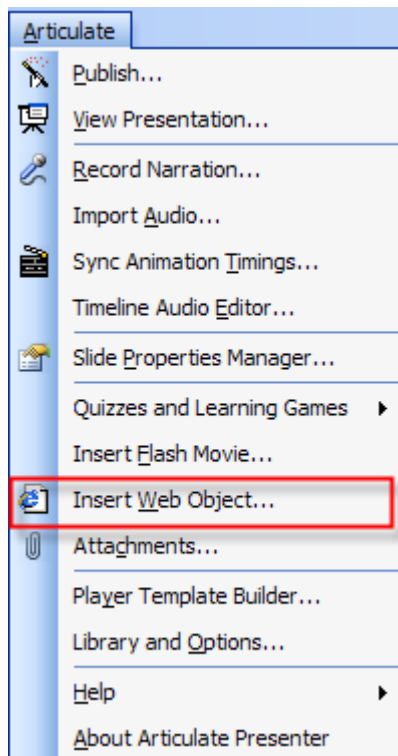 Articulate
Publish...
View Presentation...
Record Narration...
Import Audio...
Sync Animation Timings...
Timeline Audio Editor...
Slide Properties Manager...
Quizzes and Learning Games
Insert Flash Movie...
Insert Web Object...
Attachments...
Player Template Builder...
Library and Options...
Help
About Articulate Presenter